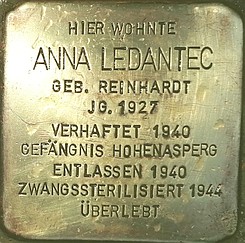 HIER WOHNTE
ANNA LEDANTEC
GEB. REINHARDT
JG. 1927
VERHAFTET 1940
GEFÄNGNIS HOHENASPERG
ENTLASSEN 1940
ZWANGSSTERILISIERT 1944
ÜBERLEBT